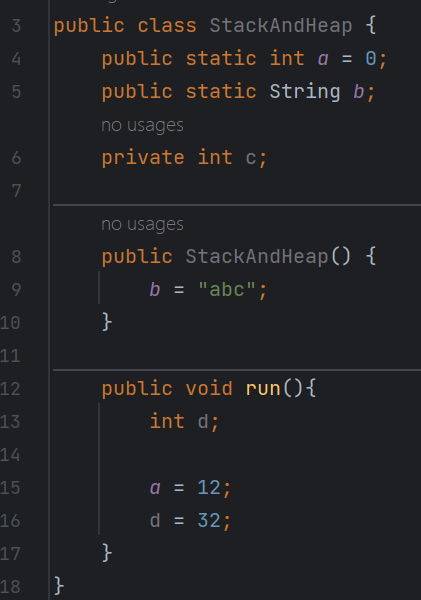 3 public class StackAndHeap {
4 public static int a = 0;
5 public static String b;
no usages
6 private int c;
7
no usages
8 public StackAndHeap() {
9 b = "abc";
10 }
11
12 public void run(){
13 int d;
14
15 a = 12;
16 d = 32;
17 }
18 }